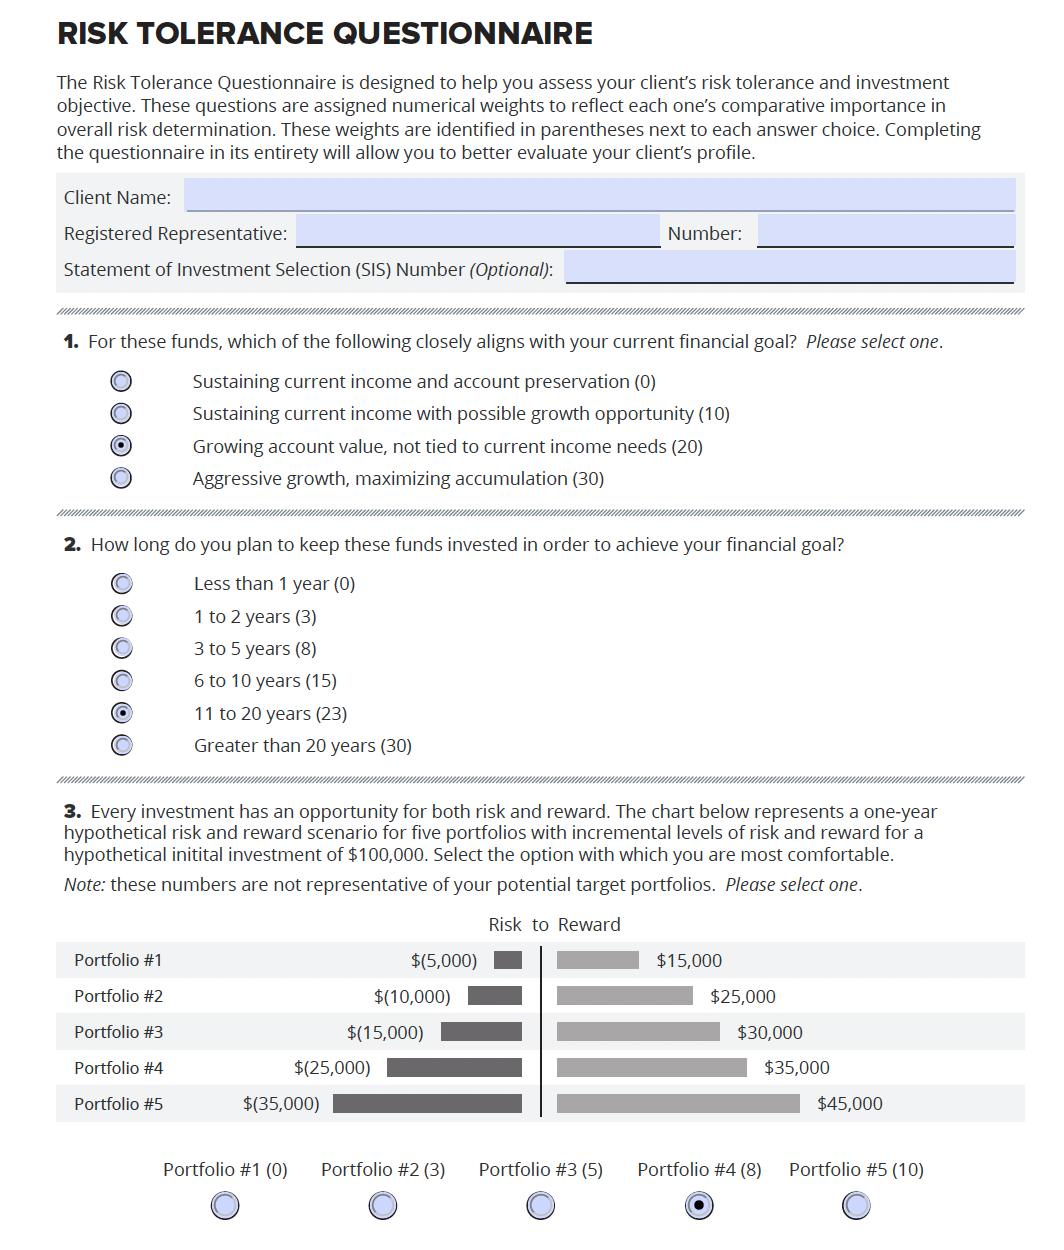 RISK TOLERANCE QUESTIONNAIRE
The Risk Tolerance Questionnaire is designed to help you assess your client’s risk tolerance and investment
objective. These questions are assigned numerical weights to reflect each one’s comparative importance in
overall risk determination. These weights are identified in parentheses next to each answer choice. Completing
the questionnaire in its entirety will allow you to better evaluate your client’s profile.
Client Name:
Registered Representative: Number:
Statement of Investment Selection (SIS) Number (Optional):
1. For these funds, which of the following closely aligns with your current financial goal? Please select one.
Sustaining current income and account preservation (0)
Sustaining current income with possible growth opportunity (10)
Growing account value, not tied to current income needs (20)
Aggressive growth, maximizing accumulation (30)
2. How long do you plan to keep these funds invested in order to achieve your financial goal?
Less than 1 year (0)
1 to 2 years (3)
3 to 5 years (8)
6 to 10 years (15)
11 to 20 years (23)
Greater than 20 years (30)
3. Every investment has an opportunity for both risk and reward. The chart below represents a one-year
hypothetical risk and reward scenario for five portfolios with incremental levels of risk and reward for a
hypothetical initital investment of $100,000. Select the option with which you are most comfortable.
Note: these numbers are not representative of your potential target portfolios. Please select one.
Risk to Reward
Portfolio #1 $(5,000) $15,000
Portfolio #2 $(10,000) $25,000
Portfolio #3 $(15,000) $30,000
Portfolio #4 $(25,000) $35,000
Portfolio #5 $(35,000) $45,000
Portfolio #1 (0) Portfolio #2 (3) Portfolio #3 (5) Portfolio #4 (8) Portfolio #5 (10)